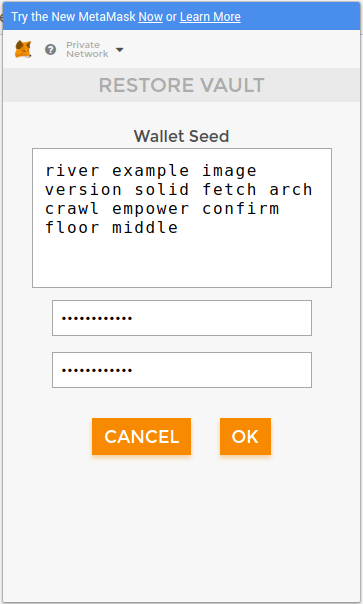 Try the New MetaMask Now or Learn More
Private
Network
RESTORE VAULT
Wallet Seed
river example image
version solid fetch arch
crawl empower confirm
floor middle
CANCEL OK